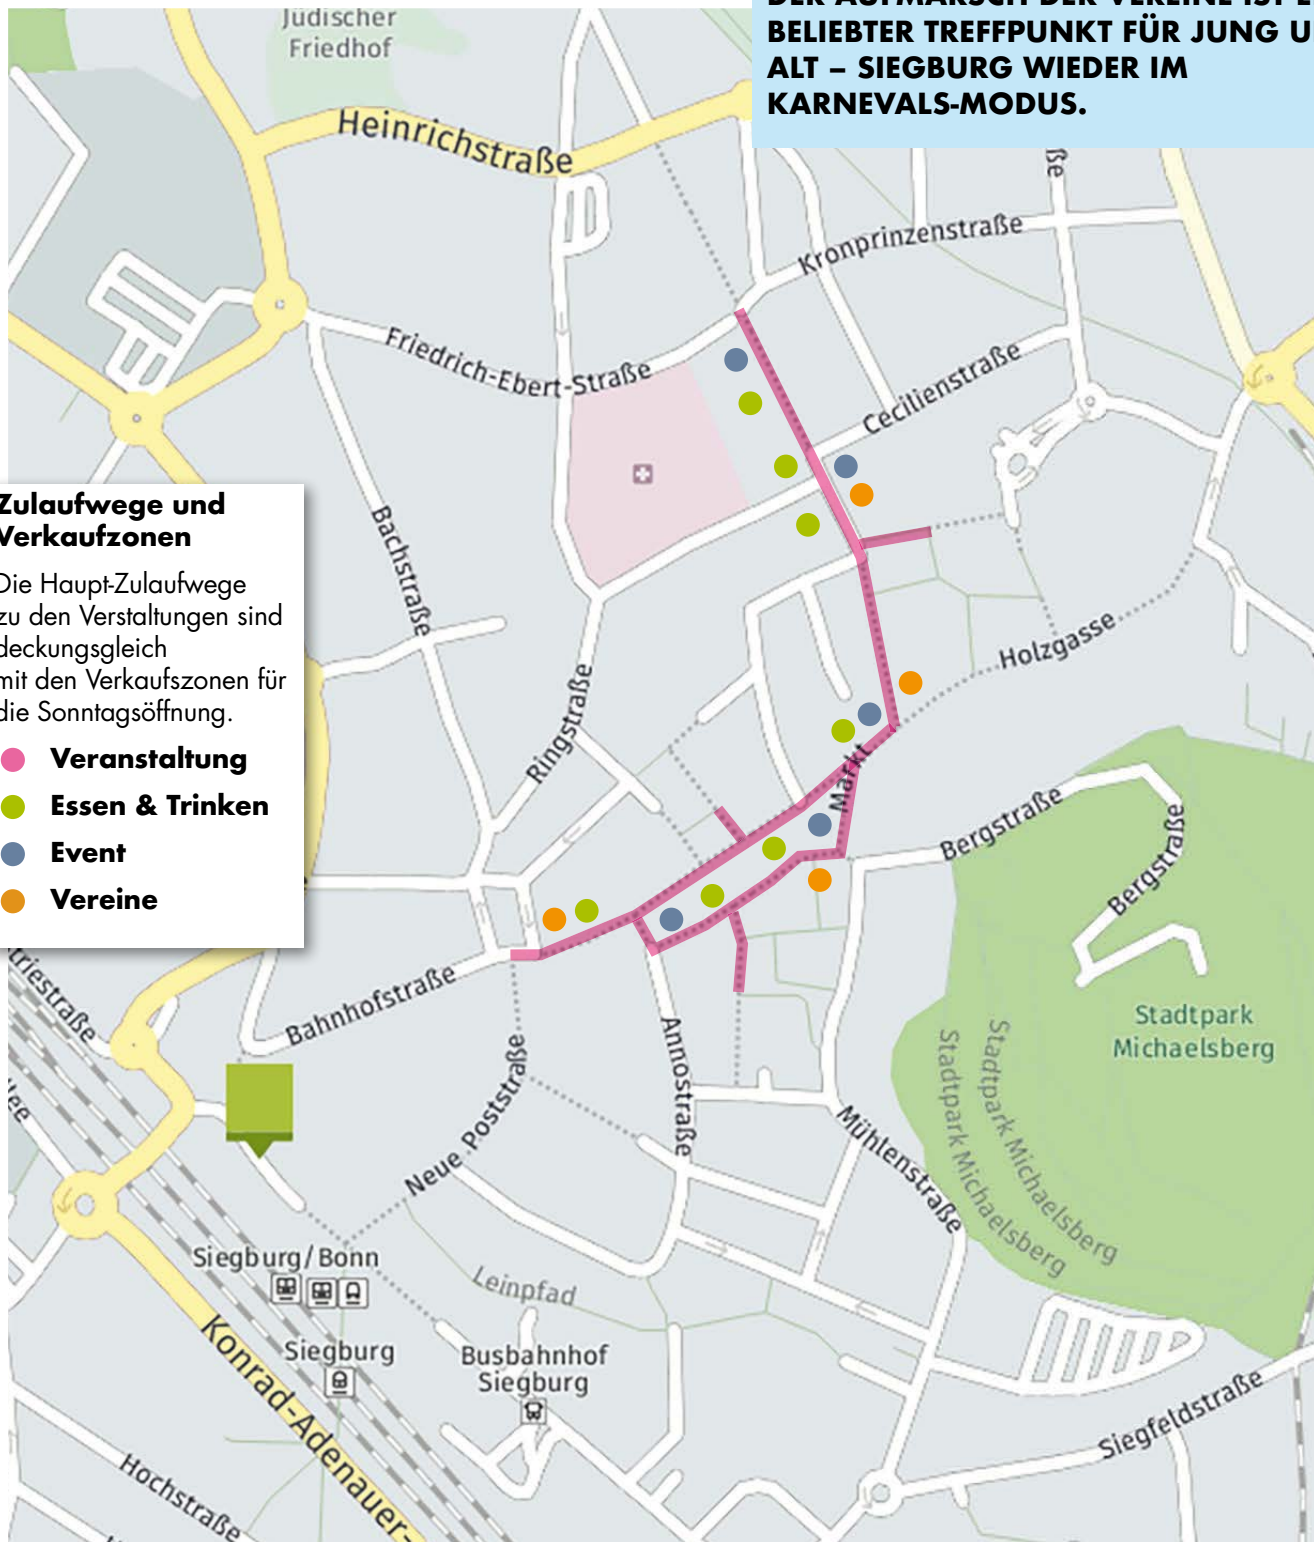 BELIEBTER TREFFPUNKT FÜR JUNG U
ALT – SIEGBURG WIEDER IM
KARNEVALS-MODUS.
Jüdischer
Friedhof
Heinrichstraße
ße
Kronprinzenstraße
Friedrich-Ebert-Straße
Cecilienstraße
Zulaufwege und
Verkaufzonen
Die Haupt-Zulaufwege
zu den Verstaltungen sind
deckungsgleich
mit den Verkaufszonen für
die Sonntagsöffnung.
Veranstaltung
Essen & Trinken
Event
Vereine
Bachstraße
Ringstraße
Holzgasse
Markt
Bergstraße
Bergstraße
triestraße
Bahnhofstraße
Neue Poststraße
Annostraße
Mühlenstraße
Stadtpark
Michaelsberg
Stadtpark Michaelsberg
Stadtpark Michaelsberg
llee
Siegburg/Bonn
Leinpfad
Siegburg
Busbahnhof
Siegburg
Konrad-Adenauer-
Siegfeldstraße
Hochstraße